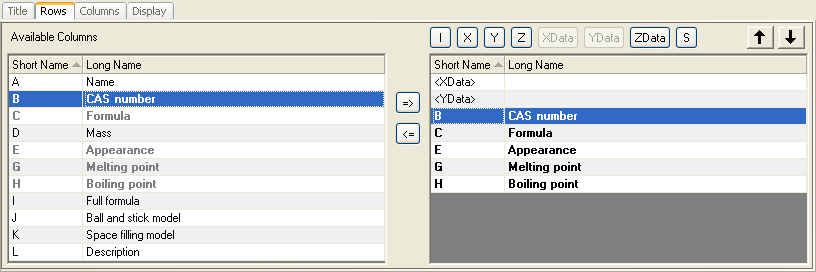 Title Rows Columns Display
Available Columns
I X Y Z XData YData ZData S
Short Name Long Name
A Name
B CAS number
C Formula
D Mass
E Appearance
G Melting point
H Boiling point
I Full formula
J Ball and stick model
K Space filling model
L Description
=>
<=
Short Name Long Name
<XData>
<YData>
B CAS number
C Formula
E Appearance
G Melting point
H Boiling point